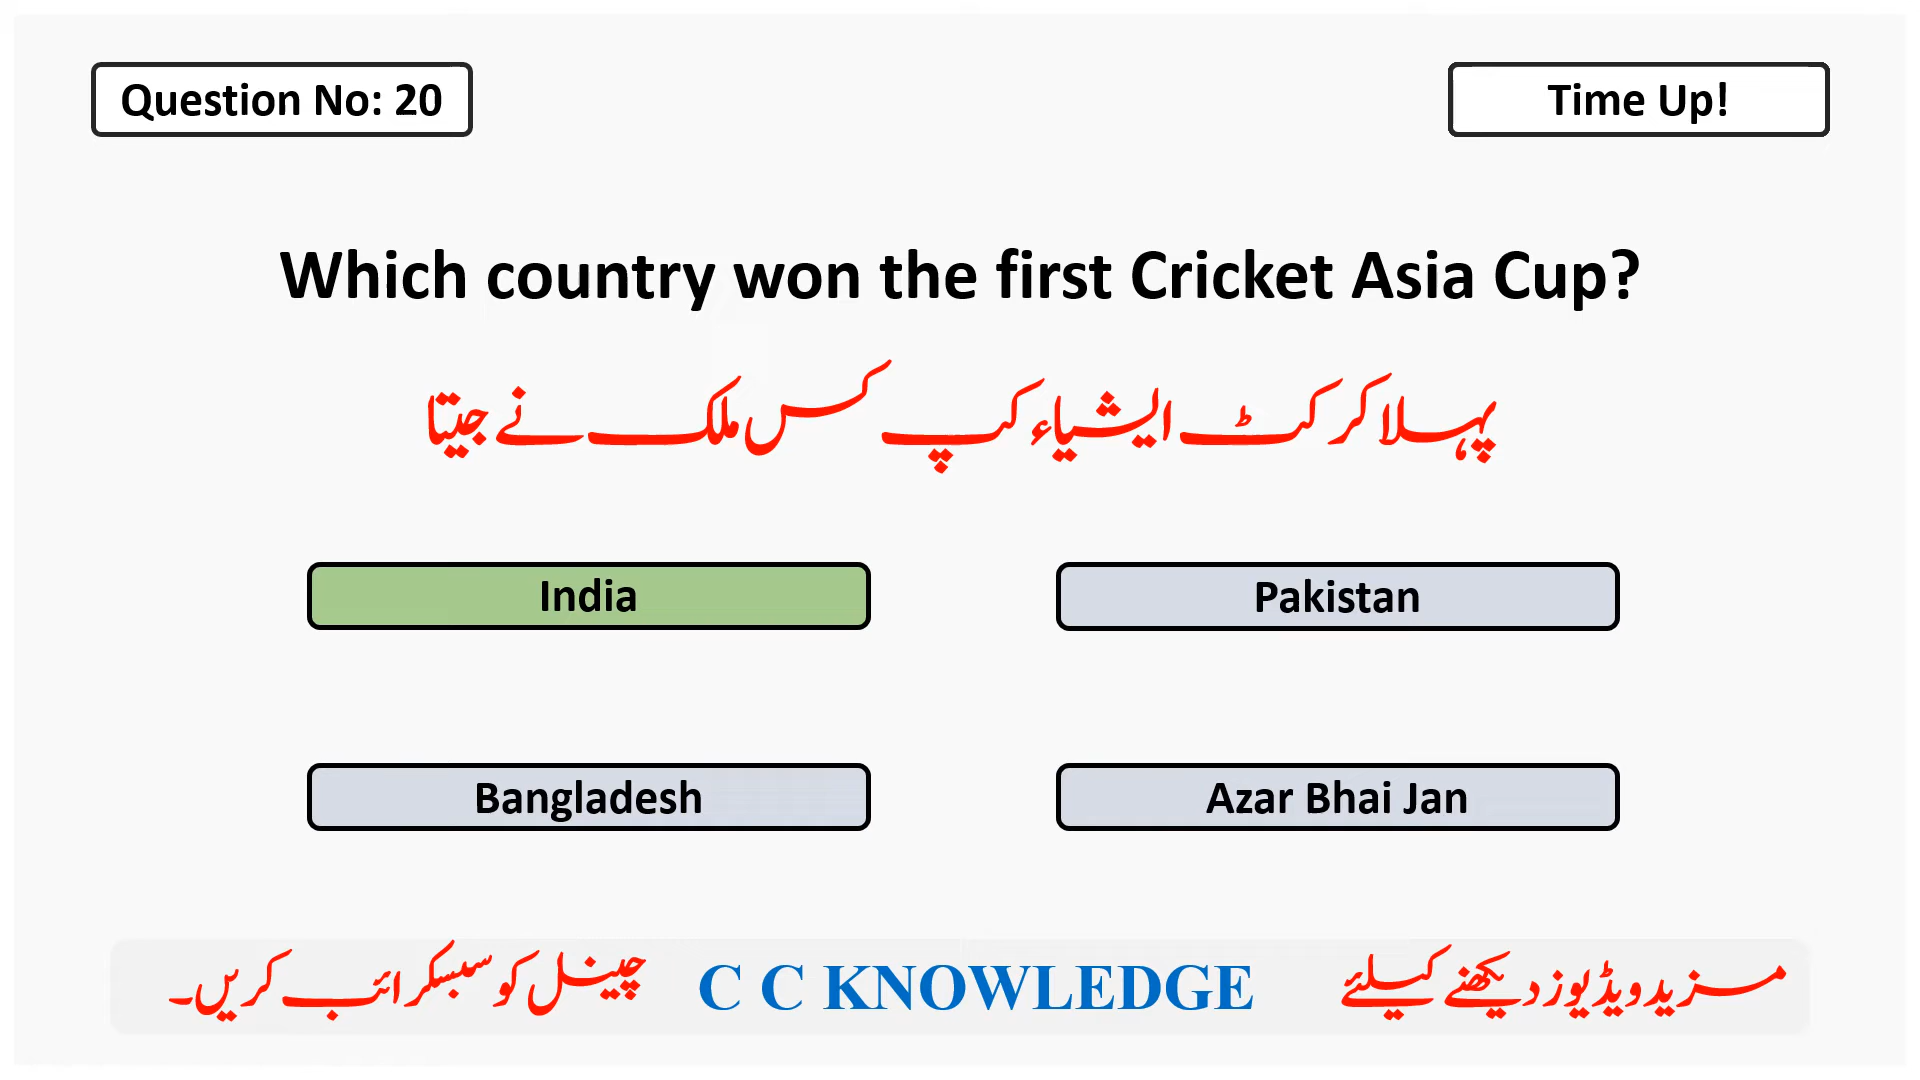 Question No: 20
Time Up!
Which country won the first Cricket Asia Cup?
پہلا کرکٹ ایشیاء کپ کس ملک نے جیتا
India
Pakistan
Bangladesh
Azar Bhai Jan
مزید ویڈیوز دیکھنے کیلئے C C KNOWLEDGE چینل کو سبسکرائب کریں۔